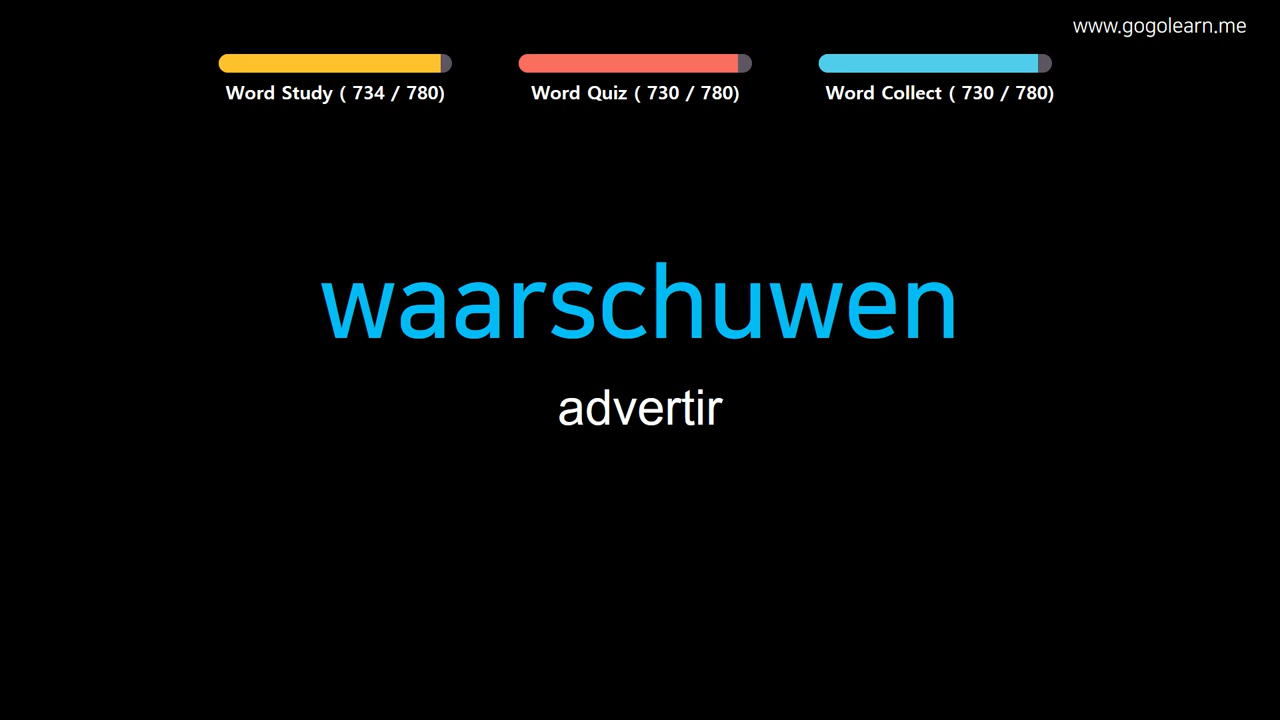 www.gogolearn.me
Word Study ( 734 / 780)
Word Quiz ( 730 / 780)
Word Collect ( 730 / 780)
waarschuwen
advertir